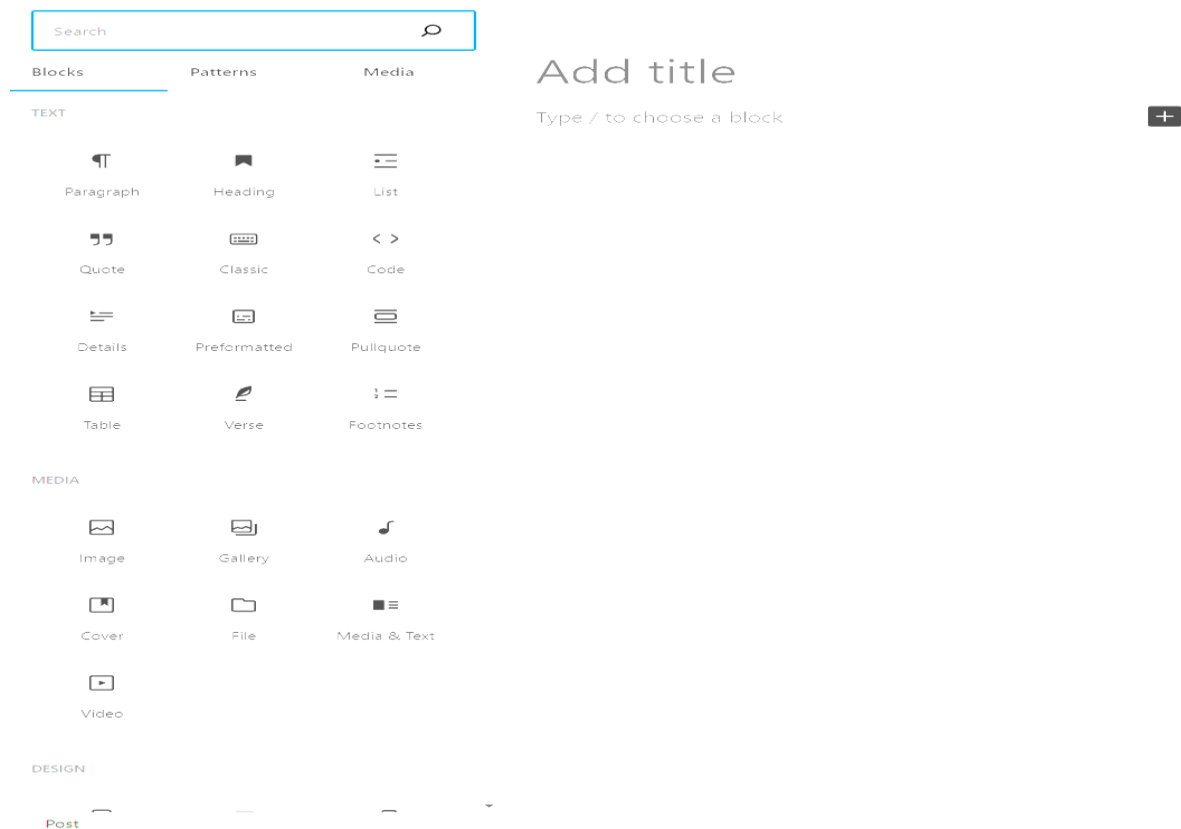 Search
Blocks Patterns Media
TEXT
Paragraph Heading List
Quote Classic Code
Details Preformatted Pullquote
Table Verse Footnotes
MEDIA
Image Gallery Audio
Cover File Media & Text
Video
DESIGN
Post
Add title
Type / to choose a block